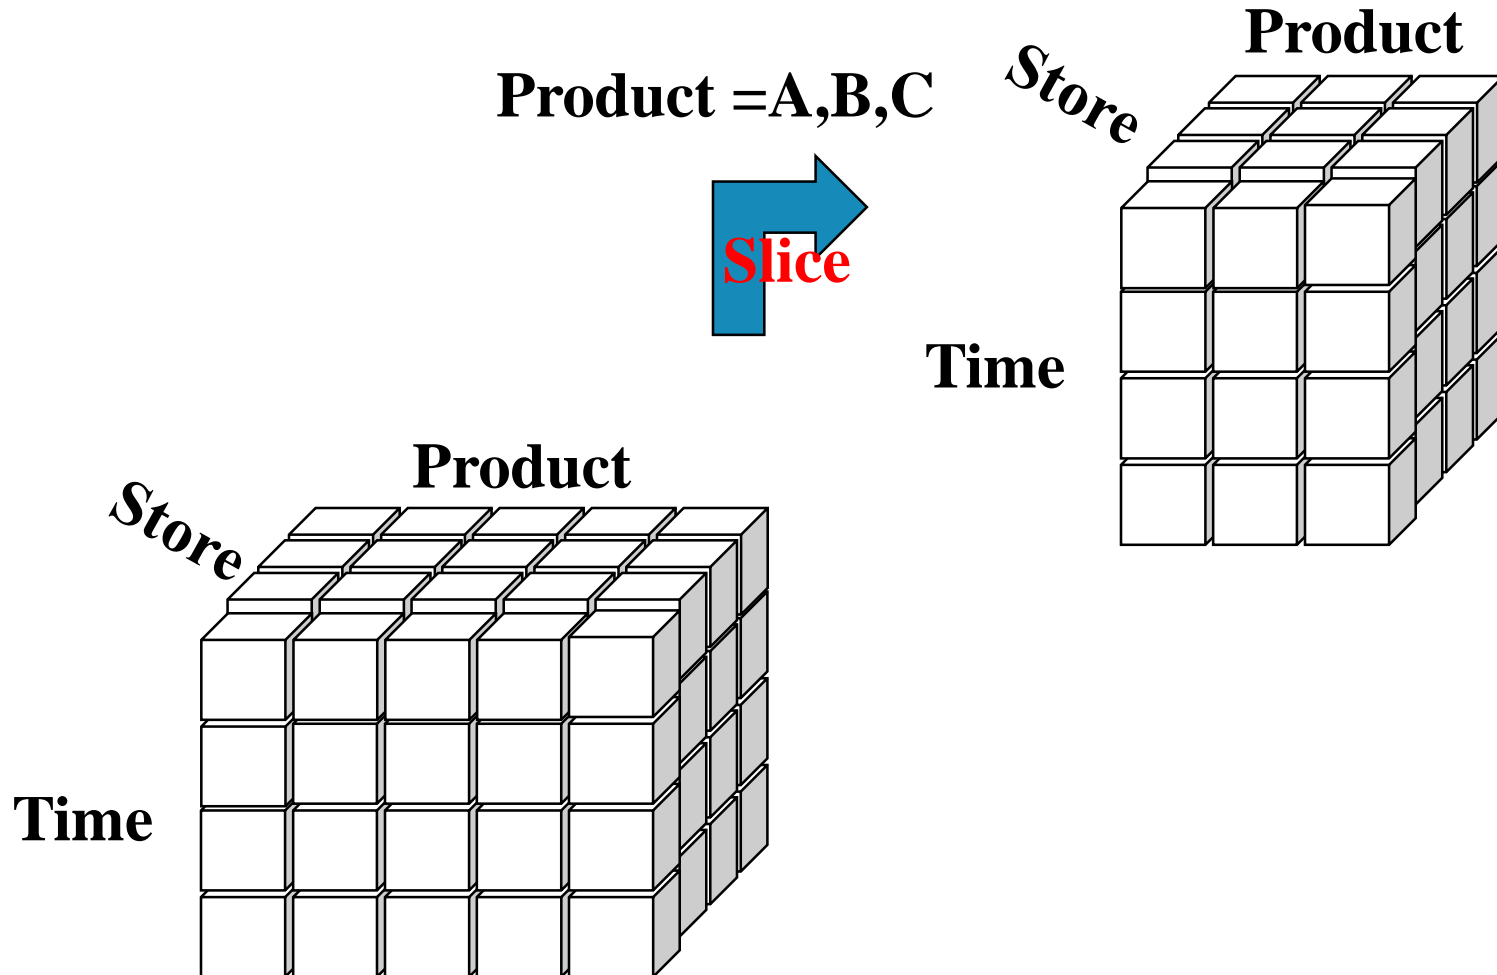 Product
Store
Product =A,B,C
Slice
Time
Product
Store
Time